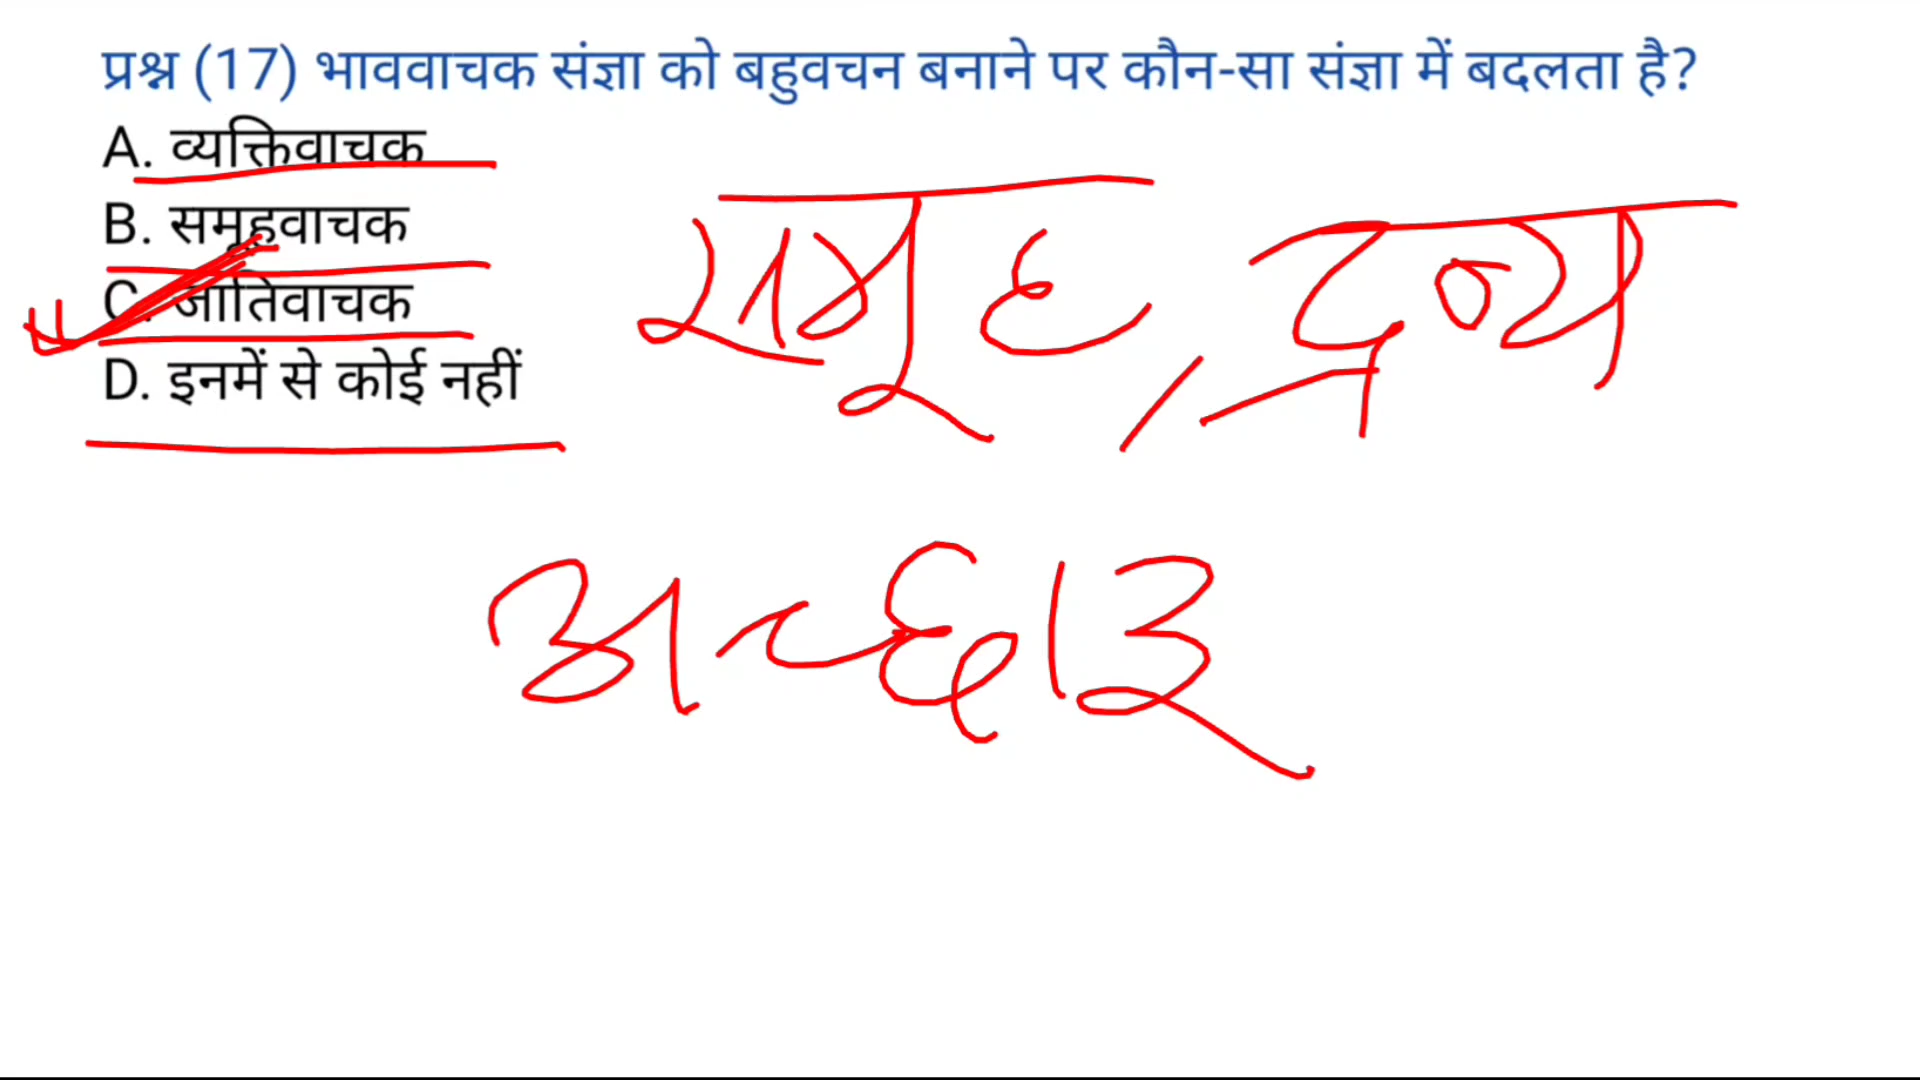 प्रश्न (17) भाववाचक संज्ञा को बहुवचन बनाने पर कौन-सा संज्ञा में बदलता है?
A. व्यक्तिवाचक
B. समूहवाचक
C. जातिवाचक
D. इनमें से कोई नहीं
समूह, द्रव्य